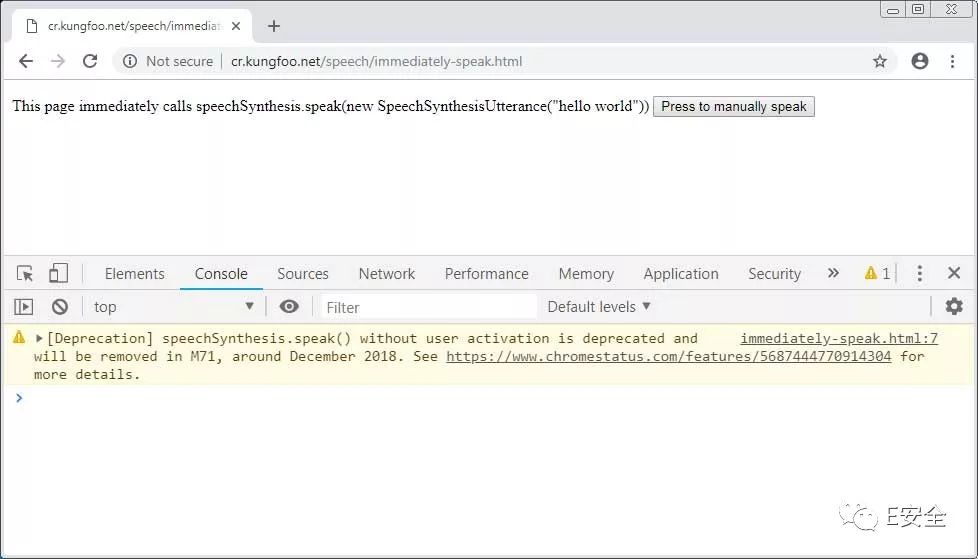 cr.kungfoo.net/speech/immediat
Not secure cr.kungfoo.net/speech/immediately-speak.html
This page immediately calls speechSynthesis.speak(new SpeechSynthesisUtterance("hello world")) Press to manually speak
Elements Console Sources Network Performance Memory Application Security » 1
top Filter Default levels
[Deprecation] speechSynthesis.speak() without user activation is deprecated and immediately-speak.html:7
will be removed in M71, around December 2018. See https://www.chromestatus.com/features/5687444770914304 for
more details.
E安全